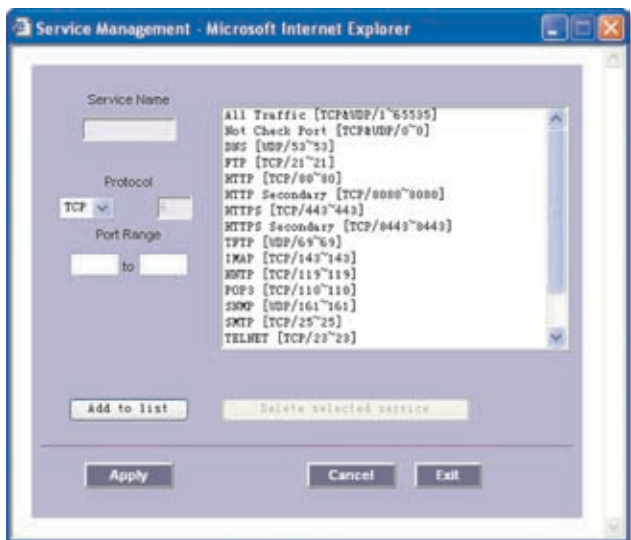 Service Management - Microsoft Internet Explorer
Service Name
All Traffic [TCP&UDP/1~65535]
Not Check Port [TCP&UDP/0~0]
DNS [UDP/53~53]
FTP [TCP/21~21]
HTTP [TCP/80~80]
HTTP Secondary [TCP/8080~8080]
HTTPS [TCP/443~443]
HTTPS Secondary [TCP/8443~8443]
TFTP [UDP/69~69]
IMAP [TCP/143~143]
NNTP [TCP/119~119]
POP3 [TCP/110~110]
SNMP [UDP/161~161]
SMTP [TCP/25~25]
TELNET [TCP/23~23]
Protocol
TCP
Port Range
to
Add to list
Delete selected service
Apply
Cancel
Exit